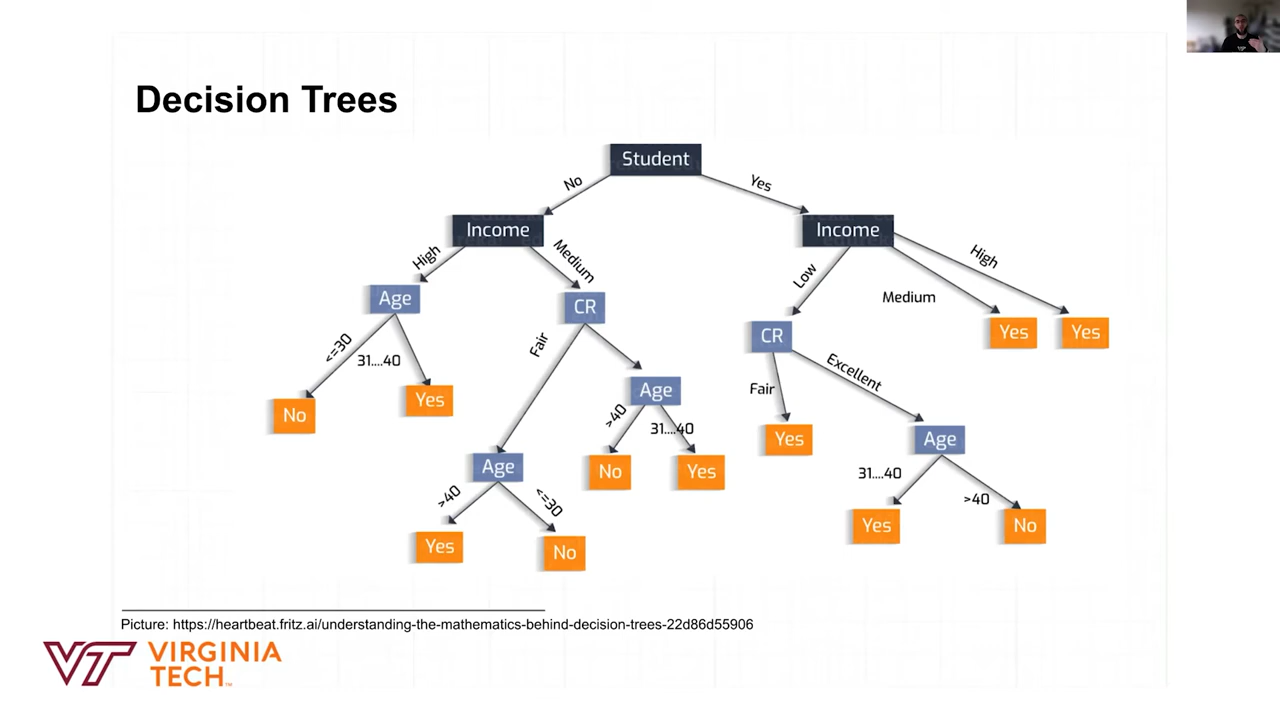 Decision Trees
Student
No
Yes
Income
Income
High
Medium
Low
Medium
High
Age
CR
CR
Yes
Yes
<=30
31....40
Fair
Fair
Excellent
No
Yes
Age
>40
31....40
Yes
Age
Age
No
Yes
>40
<=30
31....40
>40
Yes
No
Yes
No
Picture: https://heartbeat.fritz.ai/understanding-the-mathematics-behind-decision-trees-22d86d55906
VT VIRGINIA
TECH™